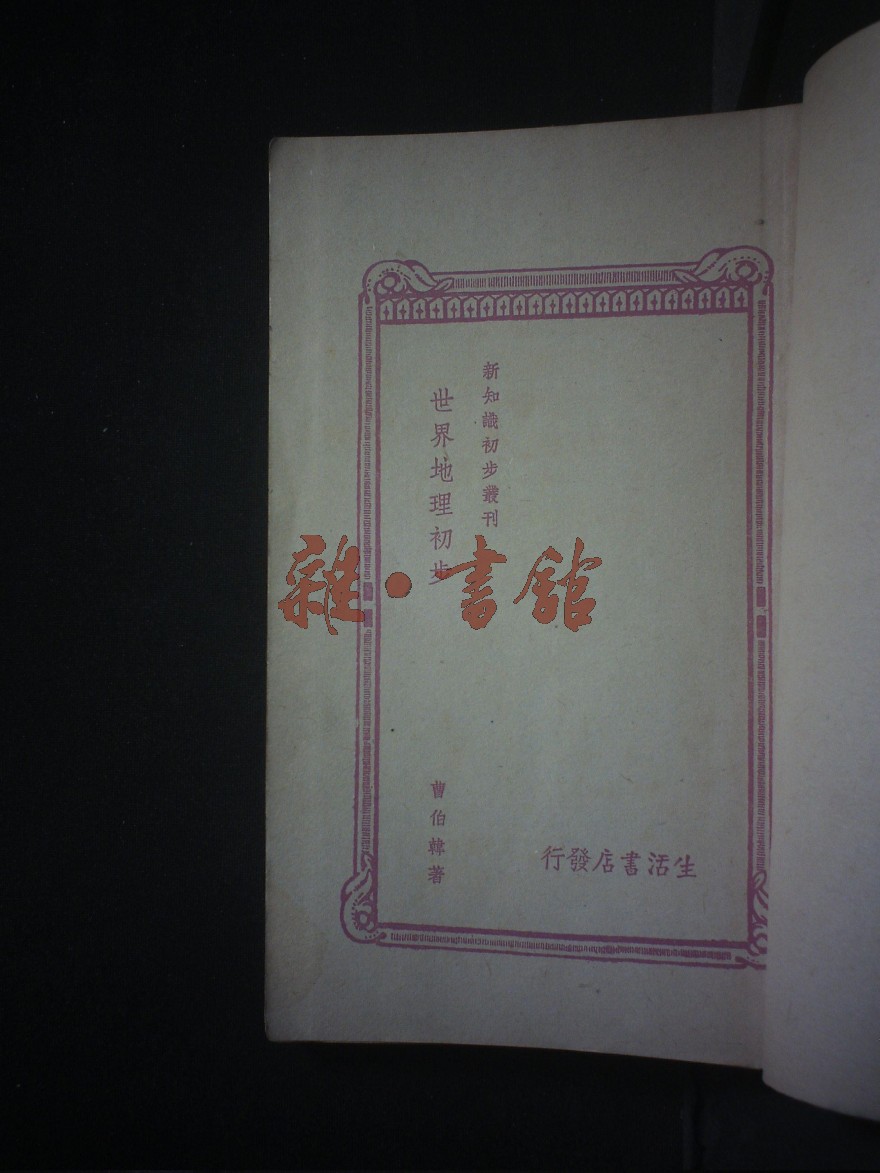 新知識初步叢刊
世界地理初步
曹伯韓著
生活書店發行
雜·書館